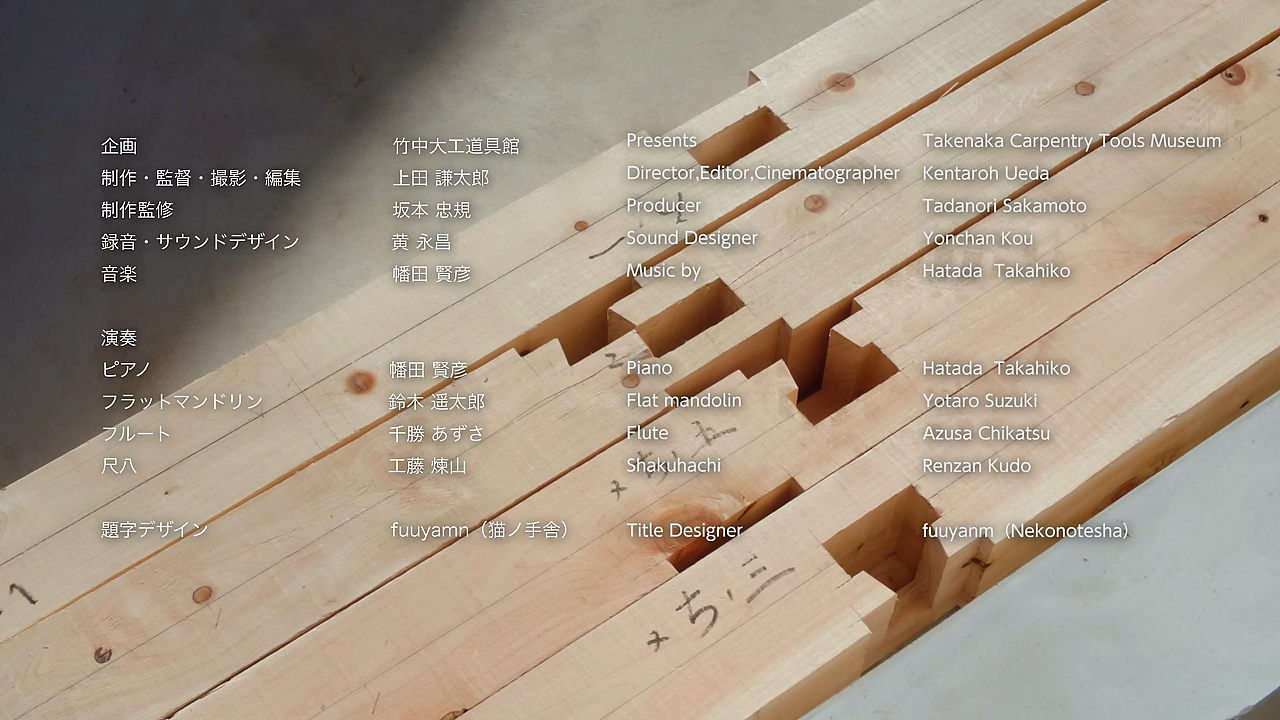 企画 竹中大工道具館 Presents Takenaka Carpentry Tools Museum
制作・監督・撮影・編集 上田 謙太郎 Director,Editor,Cinematographer Kentaroh Ueda
制作監修 坂本 忠規 Producer Tadanori Sakamoto
録音・サウンドデザイン 黄 永昌 Sound Designer Yonchan Kou
音楽 幡田 賢彦 Music by Hatada Takahiko
演奏
ピアノ 幡田 賢彦 Piano Hatada Takahiko
フラットマンドリン 鈴木 遥太郎 Flat mandolin Yotaro Suzuki
フルート 千勝 あずさ Flute Azusa Chikatsu
尺八 工藤 煉山 Shakuhachi Renzan Kudo
題字デザイン fuuyamn（猫ノ手舎） Title Designer fuuyanm（Nekonotesha）